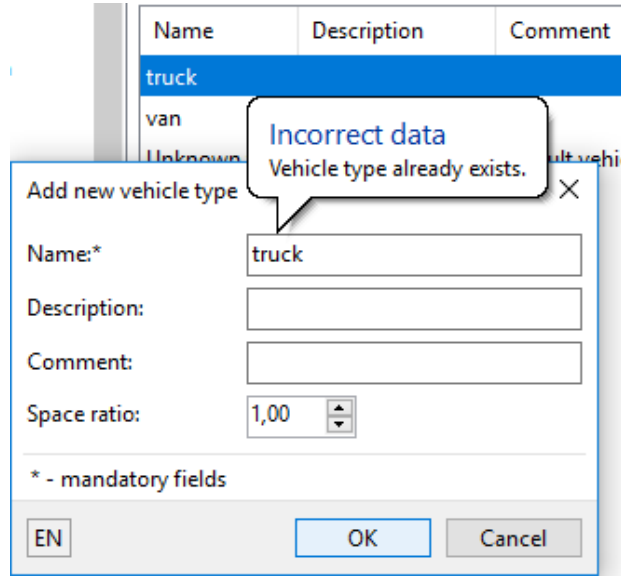 Name Description Comment
truck
van
Incorrect data
Vehicle type already exists.
Unknown
Add new vehicle type
Name:* truck
Description:
Comment:
Space ratio: 1,00
* - mandatory fields
EN OK Cancel